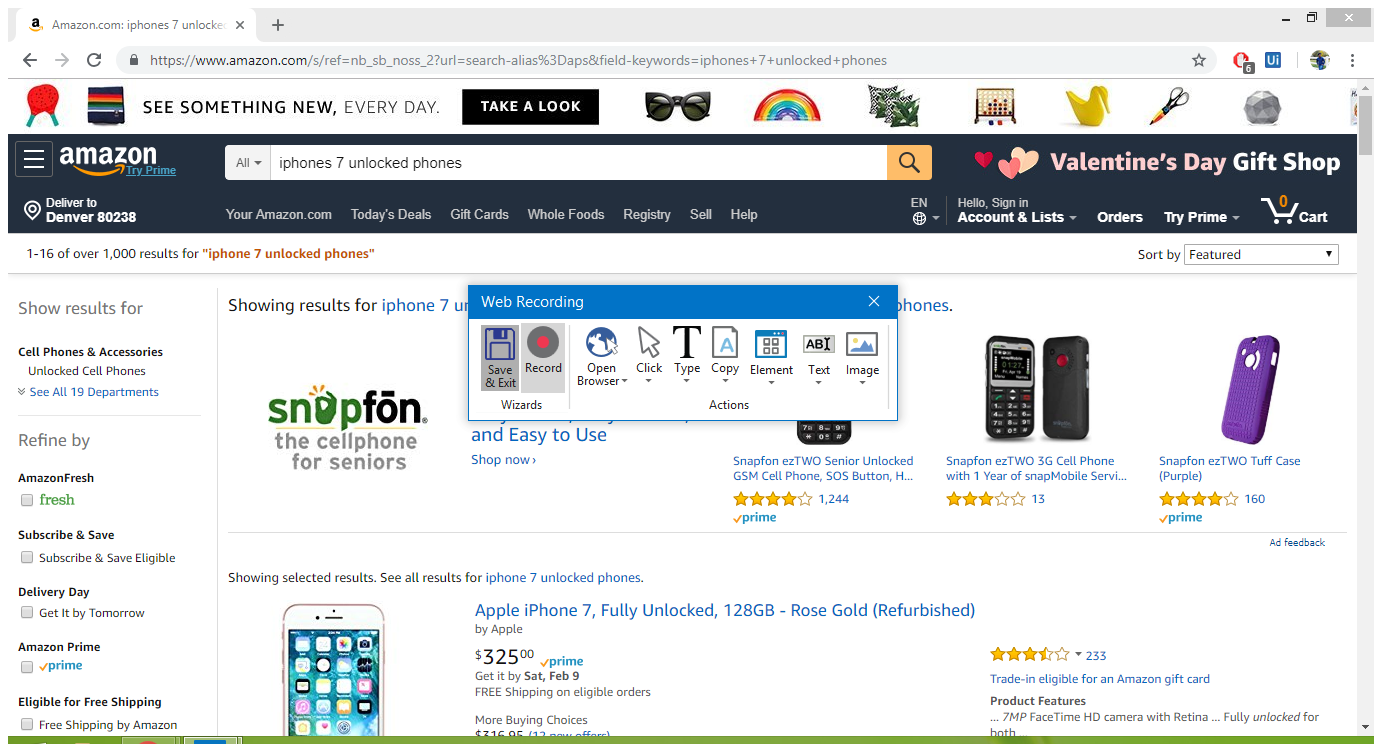 Amazon.com: iphones 7 unlocke
https://www.amazon.com/s/ref=nb_sb_noss_2?url=search-alias%3Daps&field-keywords=iphones+7+unlocked+phones
6
Ui
SEE SOMETHING NEW, EVERY DAY.
TAKE A LOOK
amazon
Try Prime
All
iphones 7 unlocked phones
Valentine's Day Gift Shop
Deliver to
Denver 80238
Your Amazon.com Today's Deals Gift Cards Whole Foods Registry Sell Help
EN
Hello, Sign in
Account & Lists
Orders
Try Prime
0
Cart
1-16 of over 1,000 results for "iphone 7 unlocked phones"
Sort by Featured
Show results for
Cell Phones & Accessories
Unlocked Cell Phones
See All 19 Departments
Refine by
AmazonFresh
fresh
Subscribe & Save
Subscribe & Save Eligible
Delivery Day
Get It by Tomorrow
Amazon Prime
prime
Eligible for Free Shipping
Free Shipping by Amazon
Showing results for iphone 7 u
phones.
Web Recording
Save
& Exit
Record
Open
Browser
Click
Type
Copy
Element
Text
Image
Wizards
Actions
snapfōn®
the cellphone
for seniors
and Easy to Use
Shop now›
Snapfon ezTWO Senior Unlocked
GSM Cell Phone, SOS Button, H...
1,244
prime
Snapfon ezTWO 3G Cell Phone
with 1 Year of snapMobile Servi...
13
Snapfon ezTWO Tuff Case
(Purple)
160
prime
Ad feedback
Showing selected results. See all results for iphone 7 unlocked phones.
Apple iPhone 7, Fully Unlocked, 128GB - Rose Gold (Refurbished)
by Apple
$32500 prime
Get it by Sat, Feb 9
FREE Shipping on eligible orders
More Buying Choices
$316.95 (12 new offers)
233
Trade-in eligible for an Amazon gift card
Product Features
... 7MP FaceTime HD camera with Retina ... Fully unlocked for
both